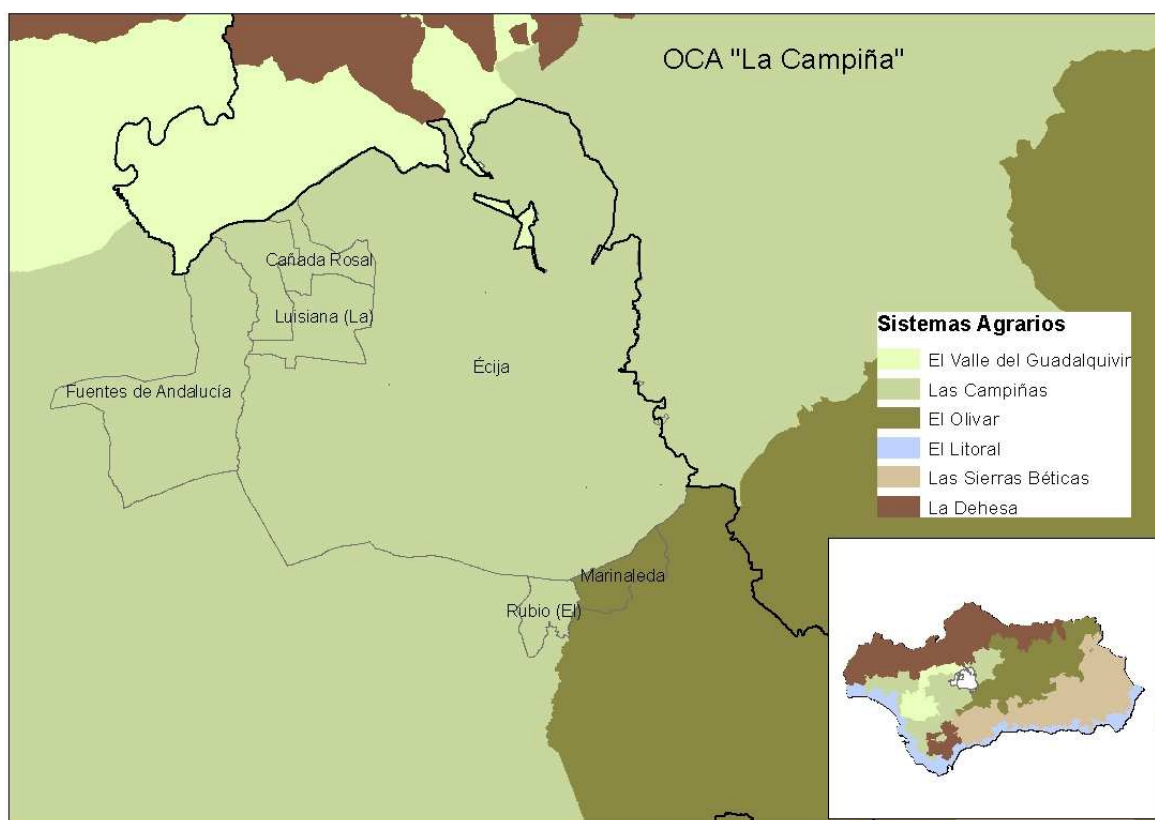 OCA "La Campiña"
Cañada Rosal
Luisiana (La)
Écija
Fuentes de Andalucía
Marinaleda
Rubio (El)
Sistemas Agrarios
El Valle del Guadalquivir
Las Campiñas
El Olivar
El Litoral
Las Sierras Béticas
La Dehesa